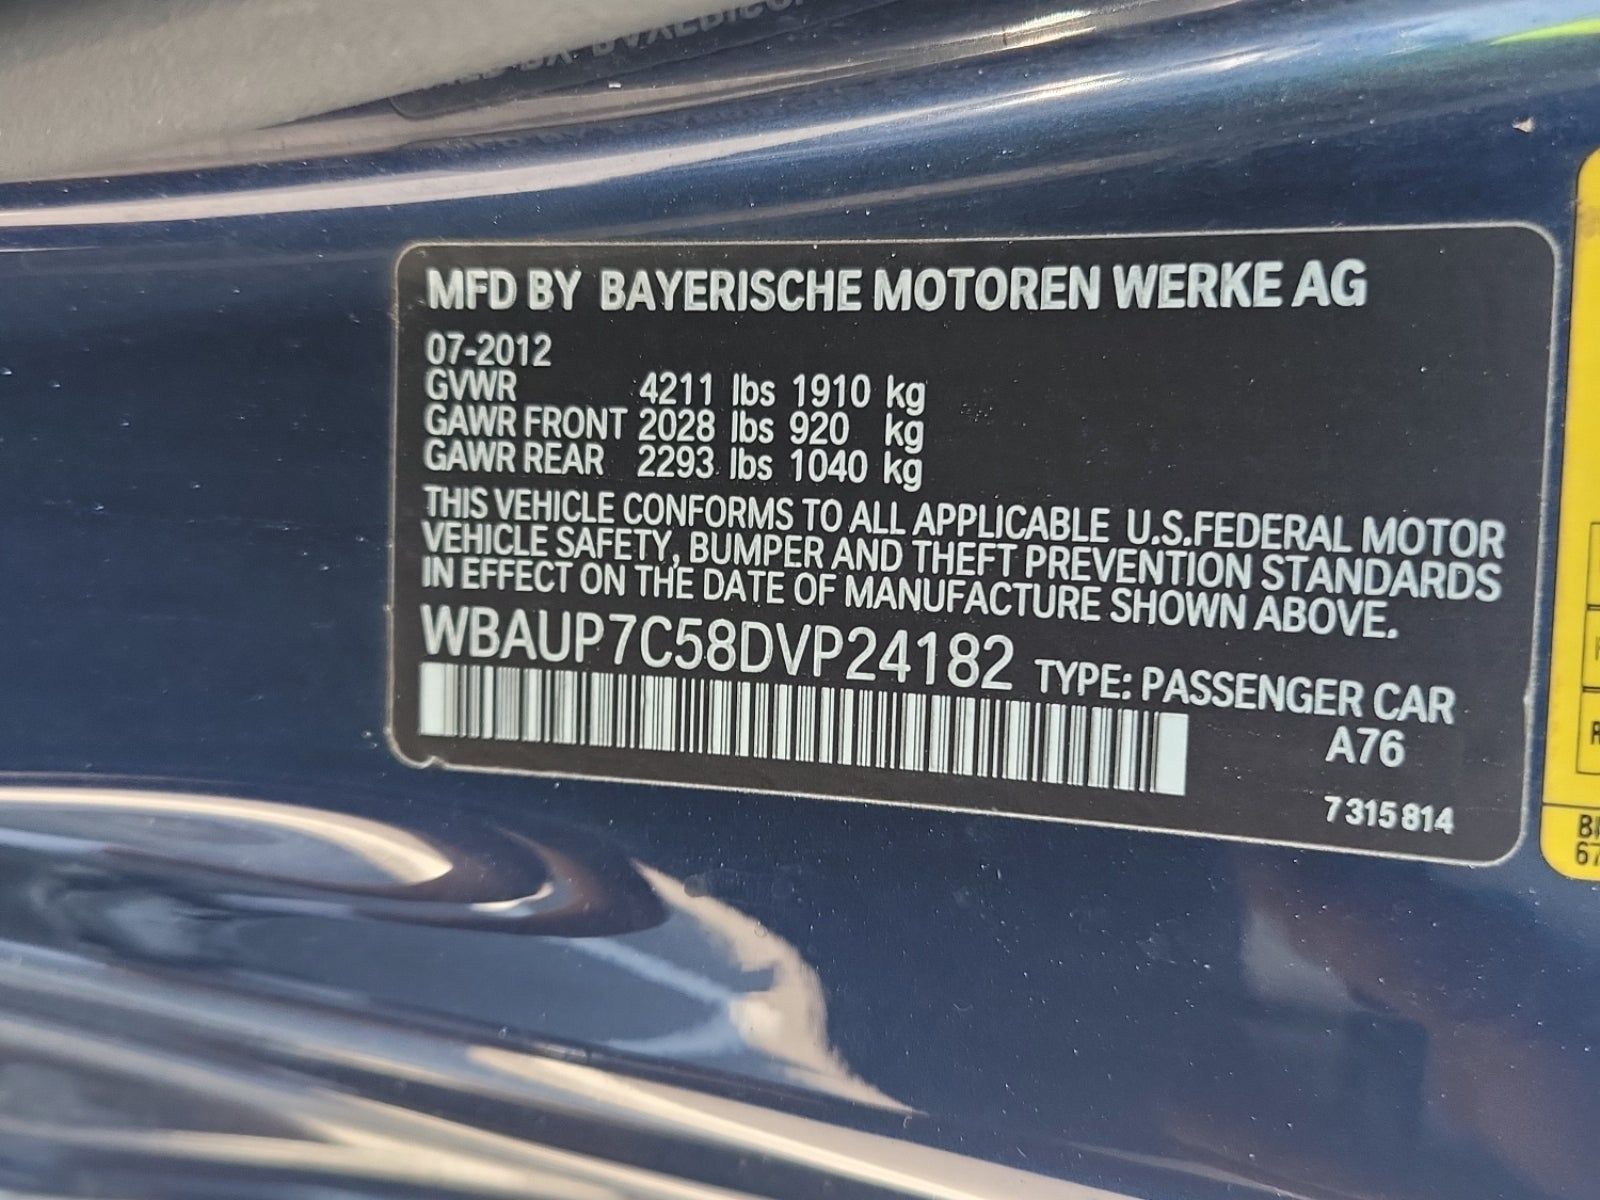 MFD BY BAYERISCHE MOTOREN WERKE AG
07-2012
GVWR 4211 lbs 1910 kg
GAWR FRONT 2028 lbs 920 kg
GAWR REAR 2293 lbs 1040 kg
THIS VEHICLE CONFORMS TO ALL APPLICABLE U.S.FEDERAL MOTOR
VEHICLE SAFETY, BUMPER AND THEFT PREVENTION STANDARDS
IN EFFECT ON THE DATE OF MANUFACTURE SHOWN ABOVE.
WBAUP7C58DVP24182 TYPE: PASSENGER CAR
A76
7 315 814